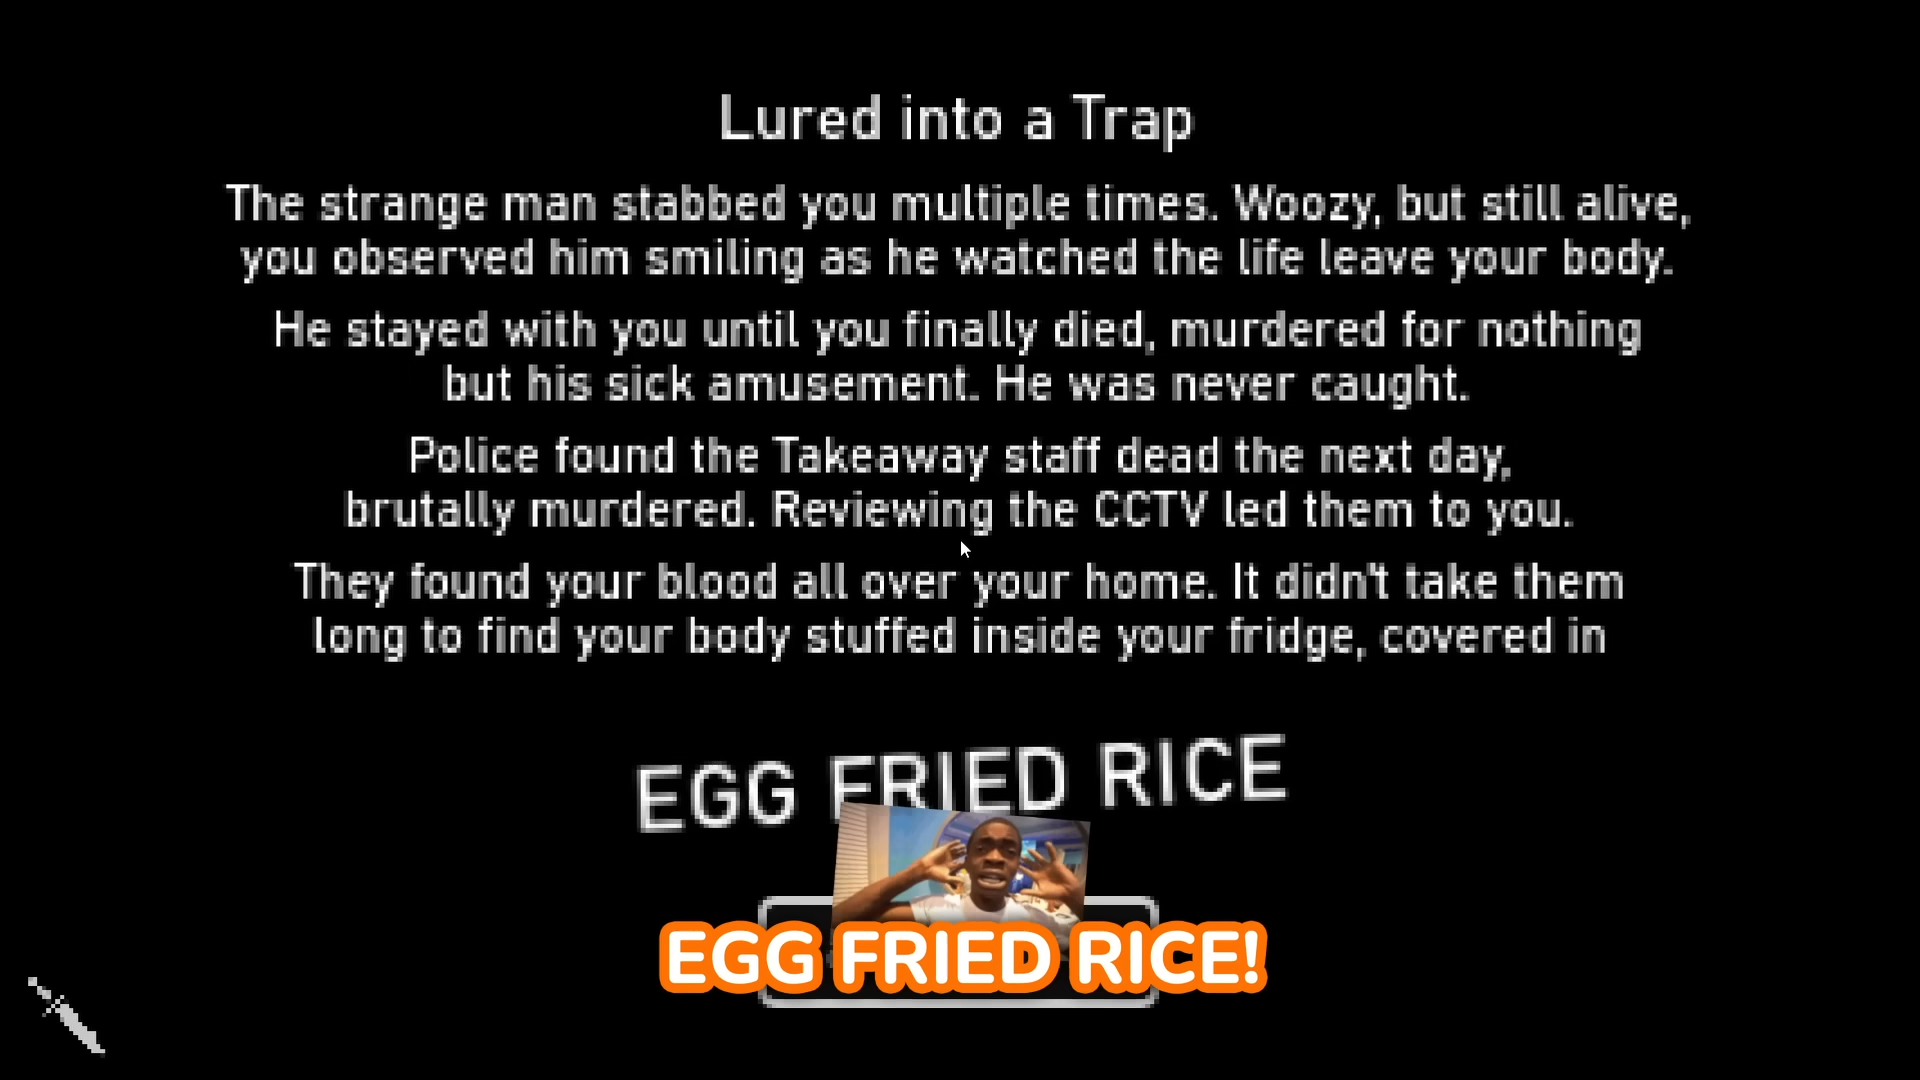 Lured into a Trap
The strange man stabbed you multiple times. Woozy, but still alive,
you observed him smiling as he watched the life leave your body.
He stayed with you until you finally died, murdered for nothing
but his sick amusement. He was never caught.
Police found the Takeaway staff dead the next day,
brutally murdered. Reviewing the CCTV led them to you.
They found your blood all over your home. It didn't take them
long to find your body stuffed inside your fridge, covered in
EGG FRIED RICE
EGG FRIED RICE!